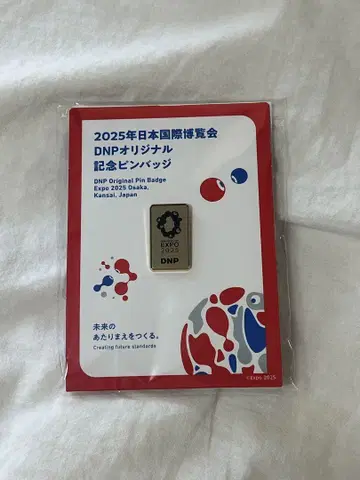 2025年日本国際博覧会
DNPオリジナル
記念ピンバッジ
DNP Original Pin Badge
Expo 2025 Osaka,
Kansai, Japan
EXPO
2025
DNP
未来の
あたりまえをつくる。
Creating future standards
©EXPO 2025